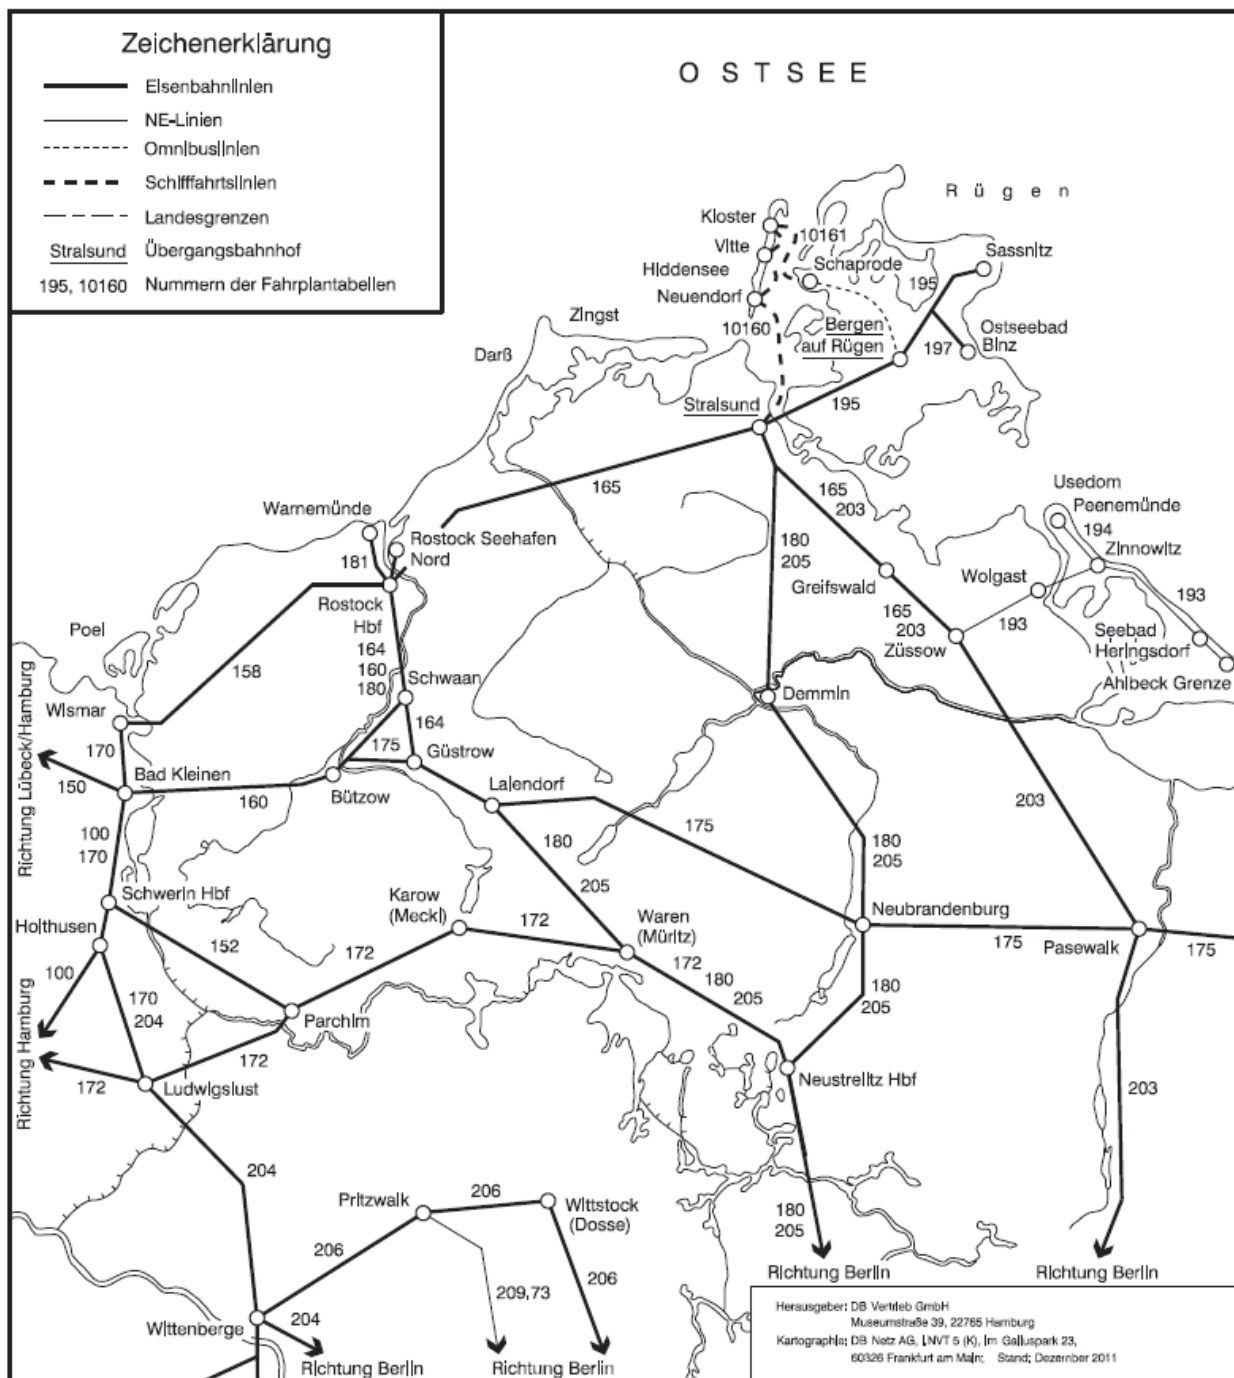 Zeichenerklärung
Eisenbahnlinien
NE-Linien
Omnibuslinien
Schifffahrtslinien
Landesgrenzen
Stralsund Übergangsbahnhof
195, 10160 Nummern der Fahrplantabellen
OSTSEE
Rügen
Kloster
10161
Vitte
Sassnitz
Hiddensee
Schaprode
Neuendorf
195
Zingst
10160
Bergen
auf Rügen
Ostseebad
Binz
197
Darß
Stralsund
195
165
165
203
Usedom
Peenemünde
194
Warnemünde
Rostock Seehafen
Nord
181
180
205
Zinnowitz
Greifswald
Wolgast
Rostock
Hbf
164
160
180
165
203
Züssow
193
193
Seebad
Heringsdorf
Ahlbeck Grenze
Poel
158
Schwaan
Demmin
Wismar
164
170
175
Güstrow
Richtung Lübeck/Hamburg
150
Bad Kleinen
160
Bützow
Lalendorf
203
100
170
180
175
180
205
205
Schwerin Hbf
Karow
(Meckl)
Neubrandenburg
Holthusen
152
172
172
Waren
(Müritz)
175
Pasewalk
175
100
172
180
205
180
205
170
204
Parchim
Richtung Hamburg
172
172
Ludwigslust
Neustrelitz Hbf
203
204
206
Pritzwalk
Wittstock
(Dosse)
180
205
206
206
209,73
Richtung Berlin
Richtung Berlin
Wittenberge
204
Richtung Berlin
Richtung Berlin
Herausgeber: DB Vertrieb GmbH
Museumstraße 39, 22765 Hamburg
Kartographie: DB Netz AG, I.NVT 5 (K), Im Galluspark 23,
60326 Frankfurt am Main; Stand: Dezember 2011